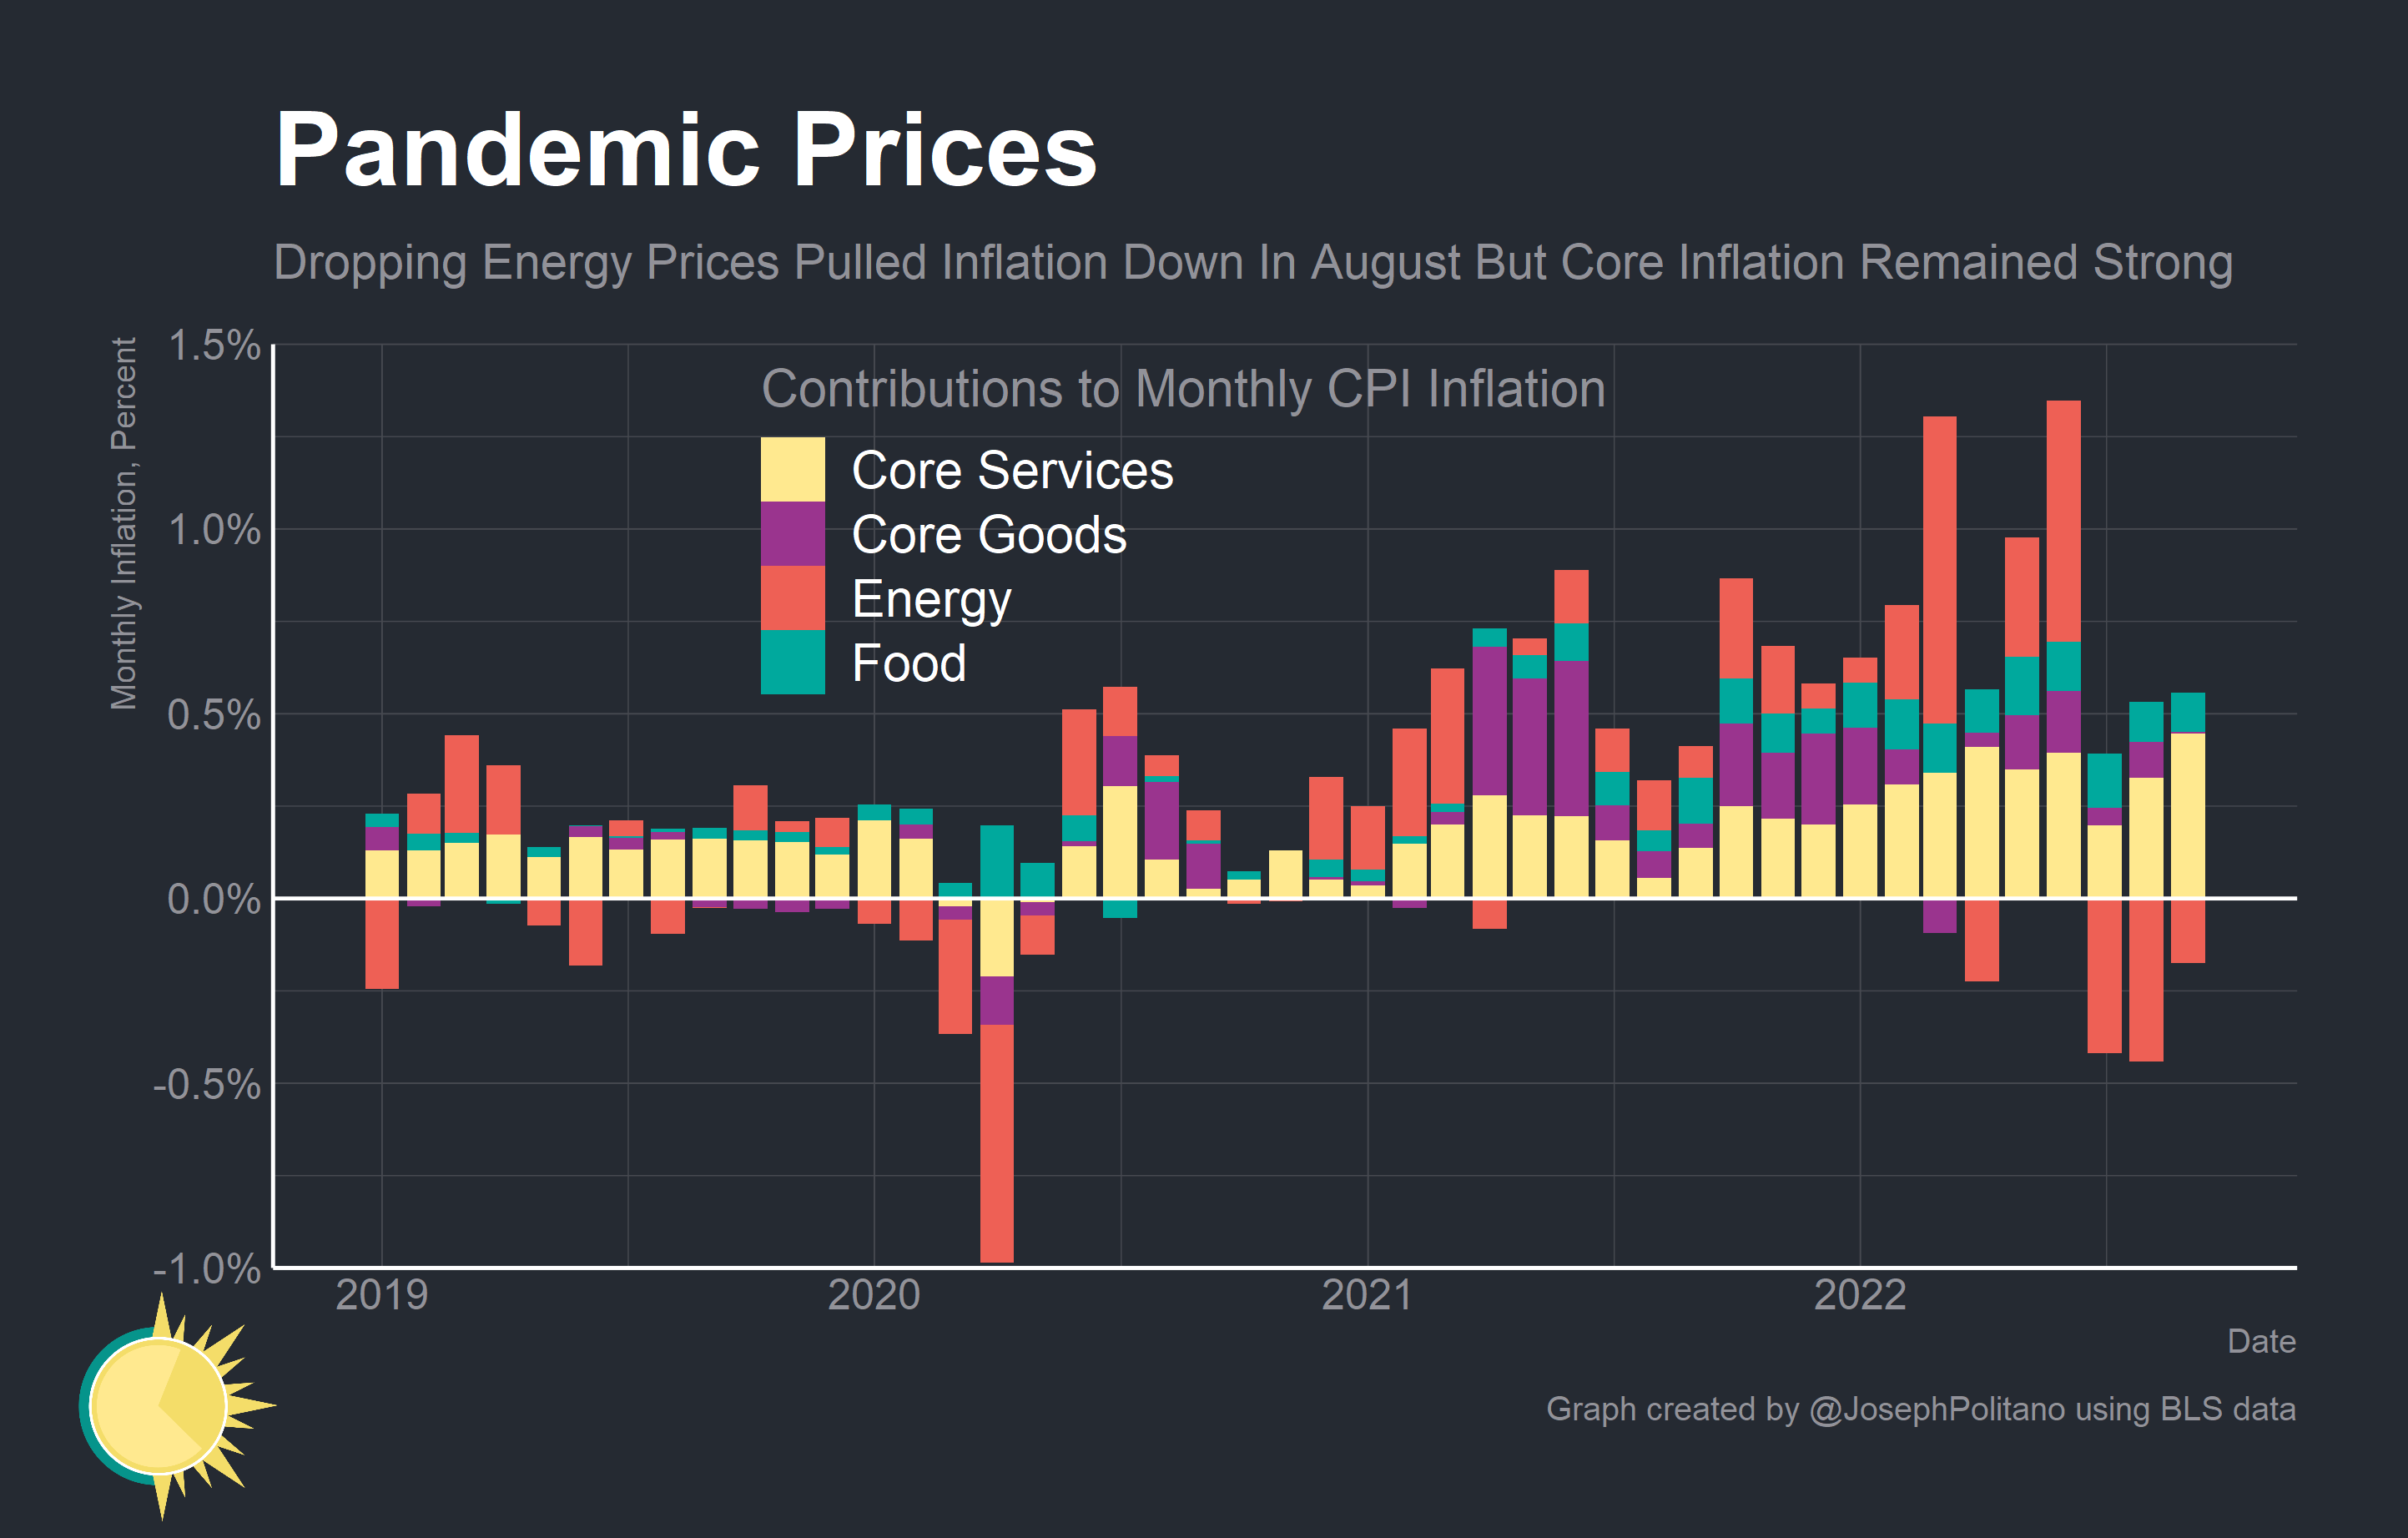 Pandemic Prices
Dropping Energy Prices Pulled Inflation Down In August But Core Inflation Remained Strong
Monthly Inflation, Percent
1.5%
1.0%
0.5%
0.0%
-0.5%
-1.0%
Contributions to Monthly CPI Inflation
Core Services
Core Goods
Energy
Food
2019
2020
2021
2022
Date
Graph created by @JosephPolitano using BLS data